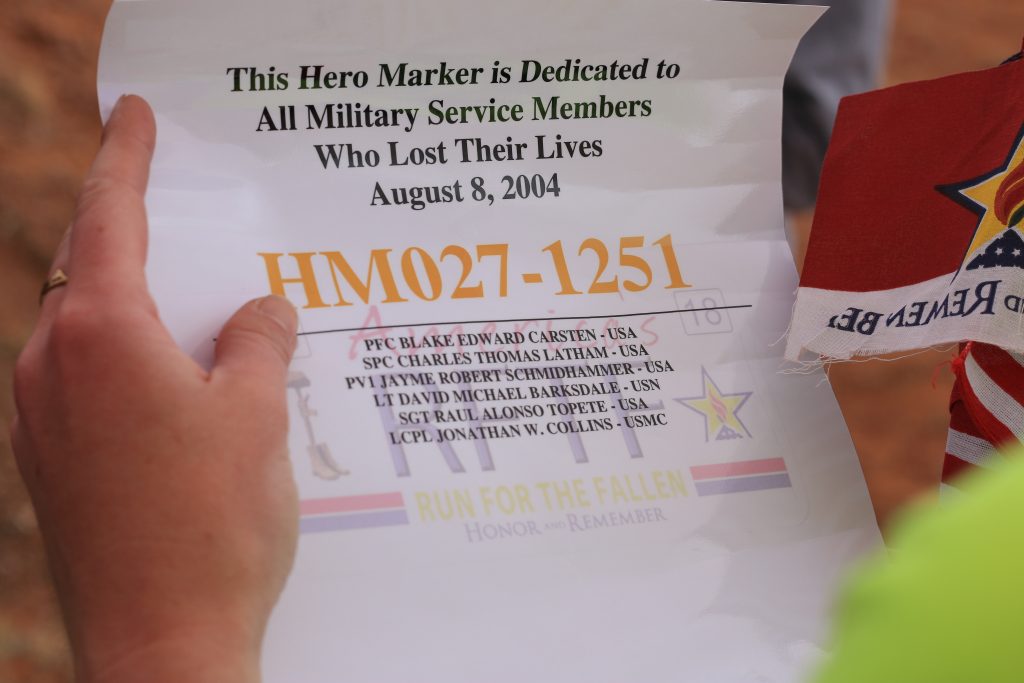 This Hero Marker is Dedicated to
All Military Service Members
Who Lost Their Lives
August 8, 2004
HM027-1251
America's
18
PFC BLAKE EDWARD CARSTEN - USA
SPC CHARLES THOMAS LATHAM - USA
PV1 JAYME ROBERT SCHMIDHAMMER - USA
LT DAVID MICHAEL BARKSDALE - USN
SGT RAUL ALONSO TOPETE - USA
LCPL JONATHAN W. COLLINS - USMC
RFTF
RUN FOR THE FALLEN
HONOR AND REMEMBER
REMEMBE